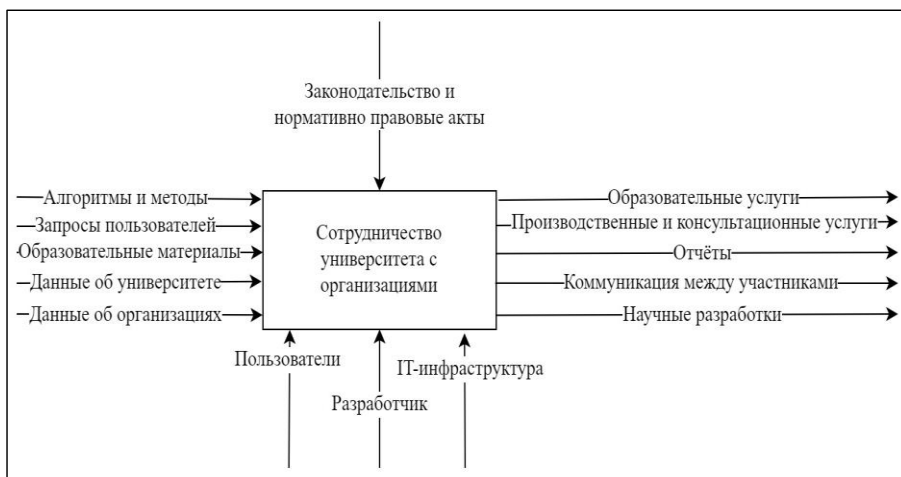 Законодательство и
нормативно правовые акты
Алгоритмы и методы
Запросы пользователей
Образовательные материалы
Данные об университете
Данные об организациях
Сотрудничество
университета с
организациями
Образовательные услуги
Производственные и консультационные услуги
Отчёты
Коммуникация между участниками
Научные разработки
Пользователи
Разработчик
IT-инфраструктура